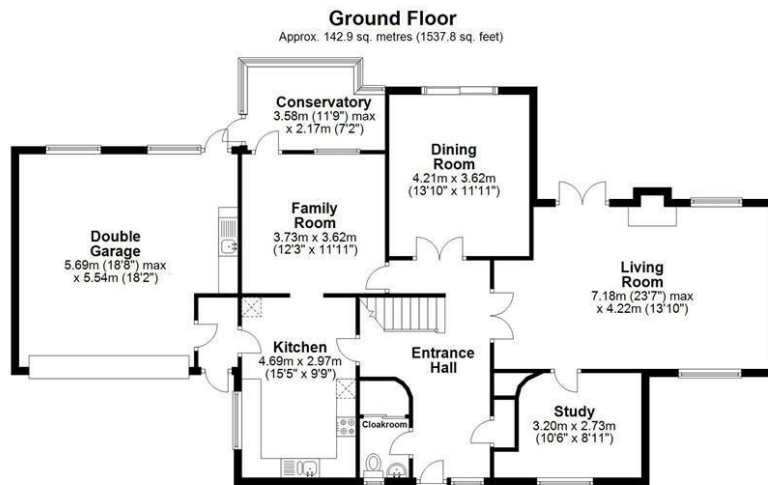 Ground Floor
Approx. 142.9 sq. metres (1537.8 sq. feet)
Conservatory
3.58m (11'9") max
x 2.17m (7'2")
Dining
Room
4.21m x 3.62m
(13'10" x 11'11")
Family
Room
3.73m x 3.62m
(12'3" x 11'11")
Double
Garage
5.69m (18'8") max
x 5.54m (18'2")
Living
Room
7.18m (23'7") max
x 4.22m (13'10")
Kitchen
4.69m x 2.97m
(15'5" x 9'9")
Entrance
Hall
Cloakroom
Study
3.20m x 2.73m
(10'6" x 8'11")